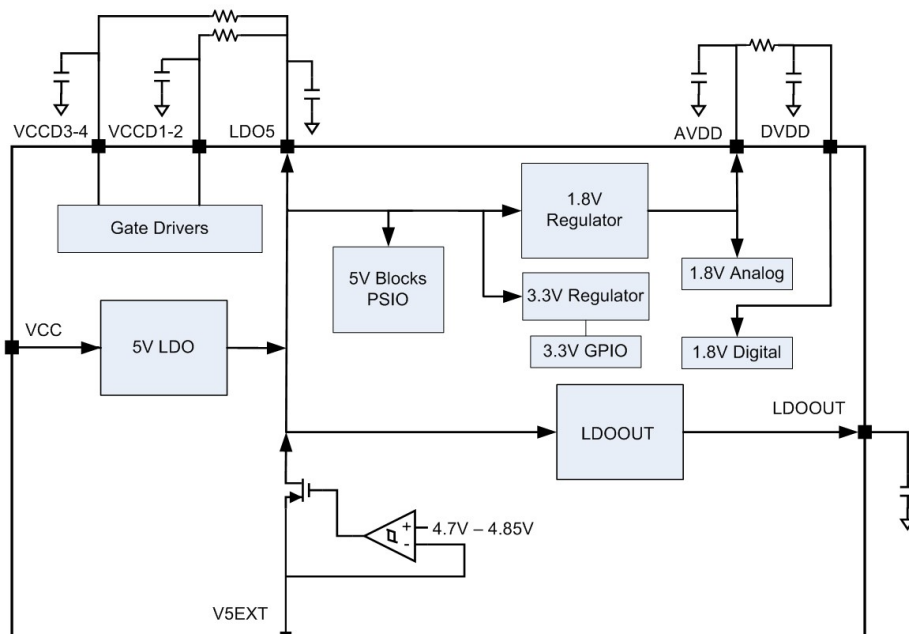 VCCD3-4
VCCD1-2
LDO5
AVDD
DVDD
Gate Drivers
1.8V
Regulator
5V Blocks
PSIO
3.3V Regulator
1.8V Analog
VCC
5V LDO
3.3V GPIO
1.8V Digital
LDOOUT
LDOOUT
+
4.7V – 4.85V
-
V5EXT